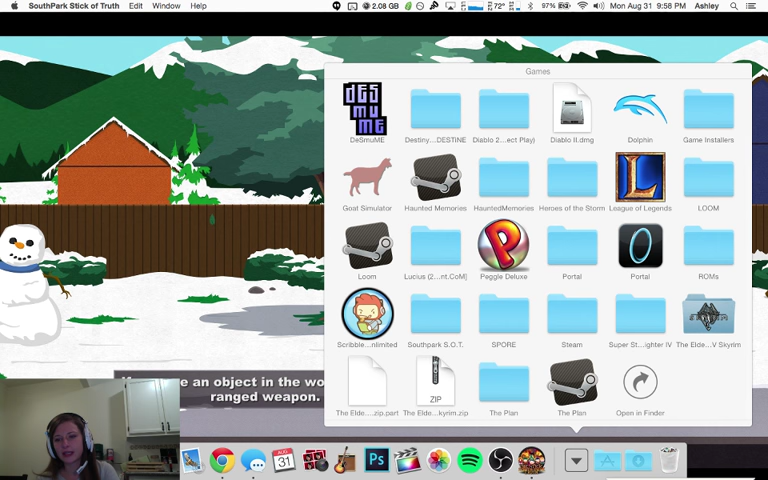 SouthPark Stick of Truth Edit Window Help 2.08 GB 72° 97% Mon Aug 31 9:58 PM Ashley
Games
DeSmuME Destiny...DESTINE Diablo 2...ect Play) Diablo II.dmg Dolphin Game Installers
Goat Simulator Haunted Memories HauntedMemories Heroes of the Storm League of Legends LOOM
Loom Lucius (2...nt.CoM] Peggle Deluxe Portal Portal ROMs
Scribble...nlimited Southpark S.O.T. SPORE Steam Super St...ighter IV The Elde...V Skyrim
ZIP
The Elde...zip.part The Elde...kyrim.zip The Plan The Plan Open in Finder
an object in the wo
ranged weapon.
AUG
31
Ps